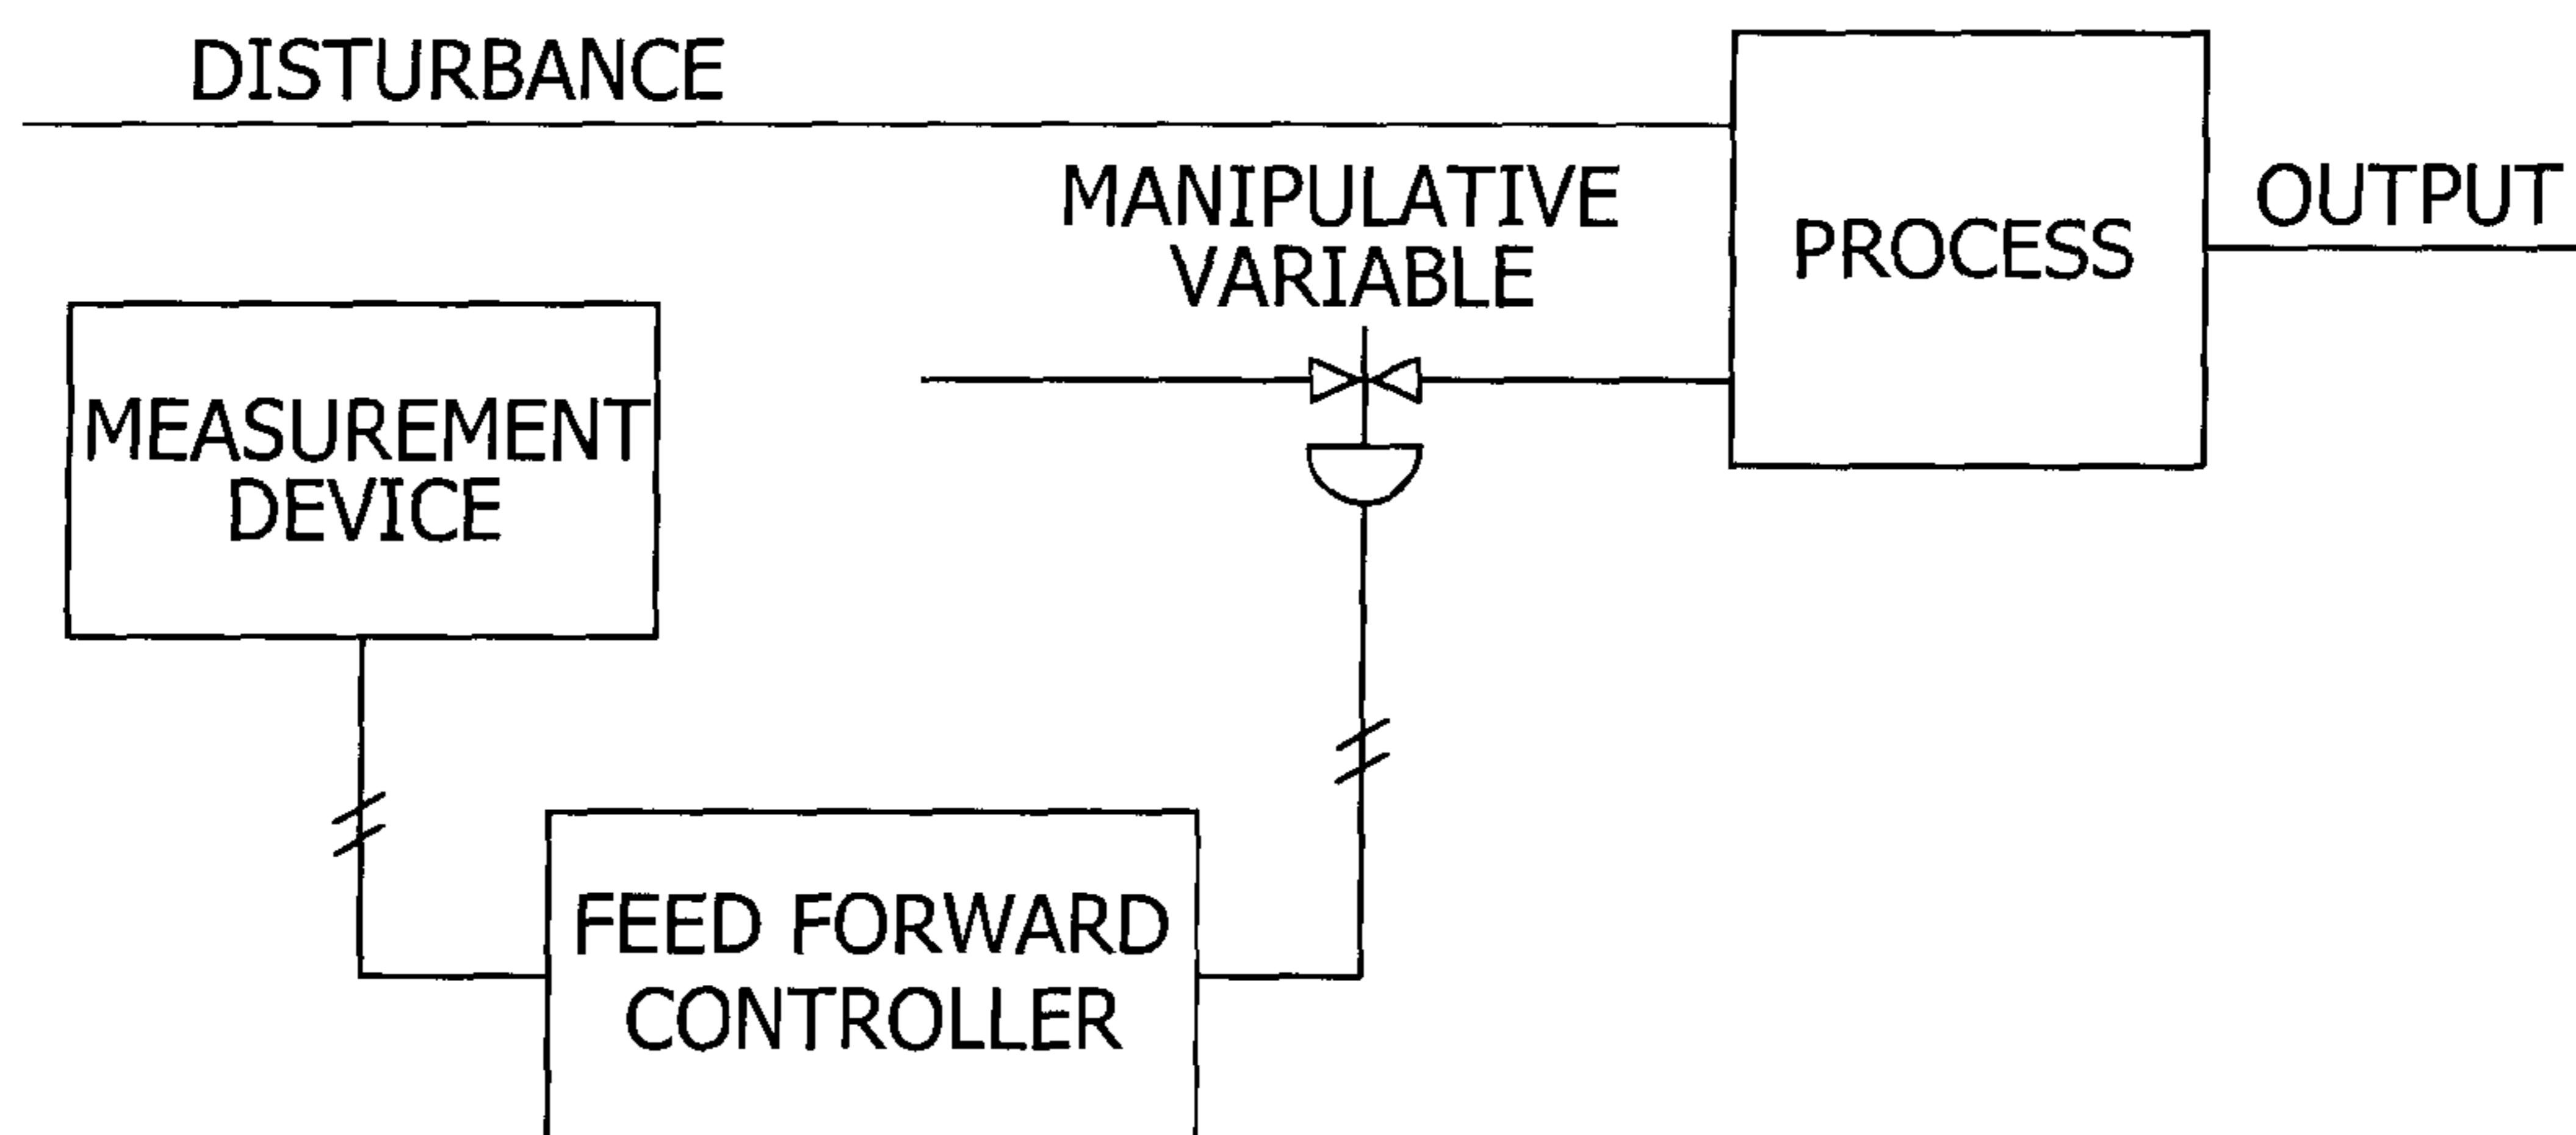 DISTURBANCE
MANIPULATIVE
VARIABLE
PROCESS
OUTPUT
MEASUREMENT
DEVICE
FEED FORWARD
CONTROLLER